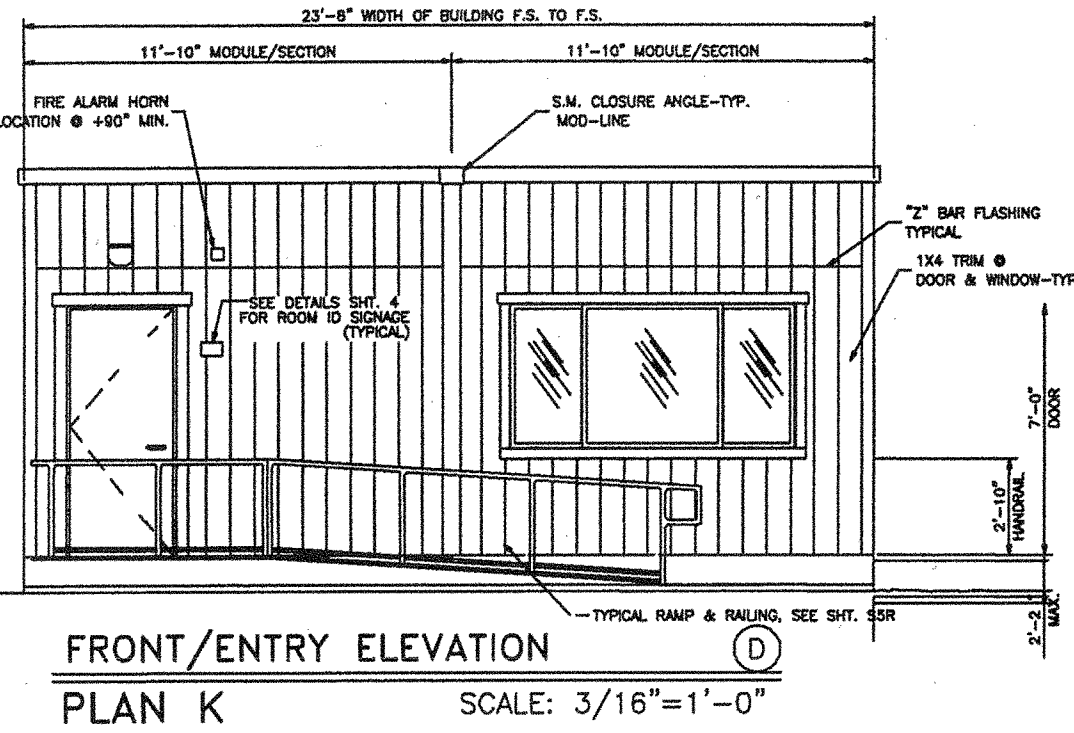 23'-8" WIDTH OF BUILDING F.S. TO F.S.
11'-10" MODULE/SECTION
11'-10" MODULE/SECTION
FIRE ALARM HORN
LOCATION @ +90" MIN.
S.M. CLOSURE ANGLE-TYP.
MOD-LINE
"Z" BAR FLASHING
TYPICAL
1X4 TRIM @
DOOR & WINDOW-TYP
SEE DETAILS SHT. 4
FOR ROOM ID SIGNAGE
(TYPICAL)
7'-0"
DOOR
2'-10"
HANDRAIL
2'-2
MAX.
TYPICAL RAMP & RAILING, SEE SHT. S5R
FRONT/ENTRY ELEVATION
D
PLAN K
SCALE: 3/16"=1'-0"